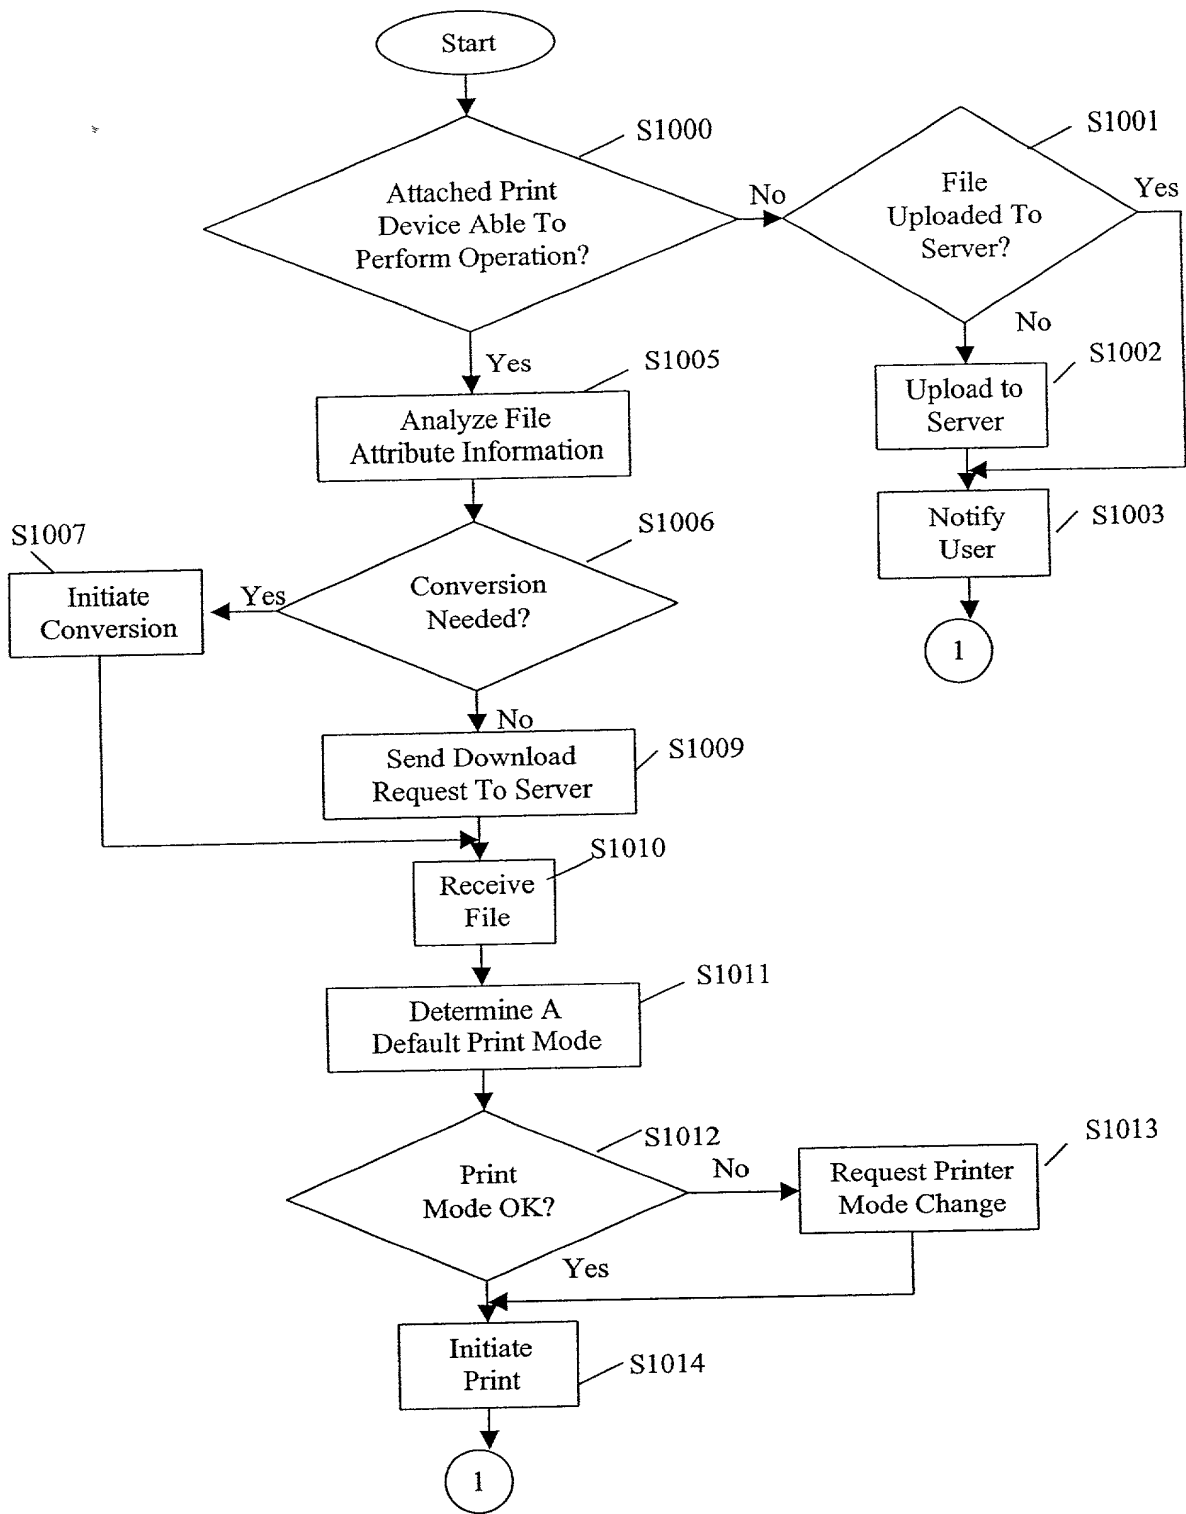 Start
S1000
S1001
Attached Print
Device Able To
Perform Operation?
No
File
Uploaded To
Server?
Yes
No
Yes
S1005
S1002
Analyze File
Attribute Information
Upload to
Server
S1007
S1006
Notify
User
S1003
Initiate
Conversion
Yes
Conversion
Needed?
1
No
Send Download
Request To Server
S1009
S1010
Receive
File
S1011
Determine A
Default Print Mode
S1012
S1013
Print
Mode OK?
No
Request Printer
Mode Change
Yes
Initiate
Print
S1014
1